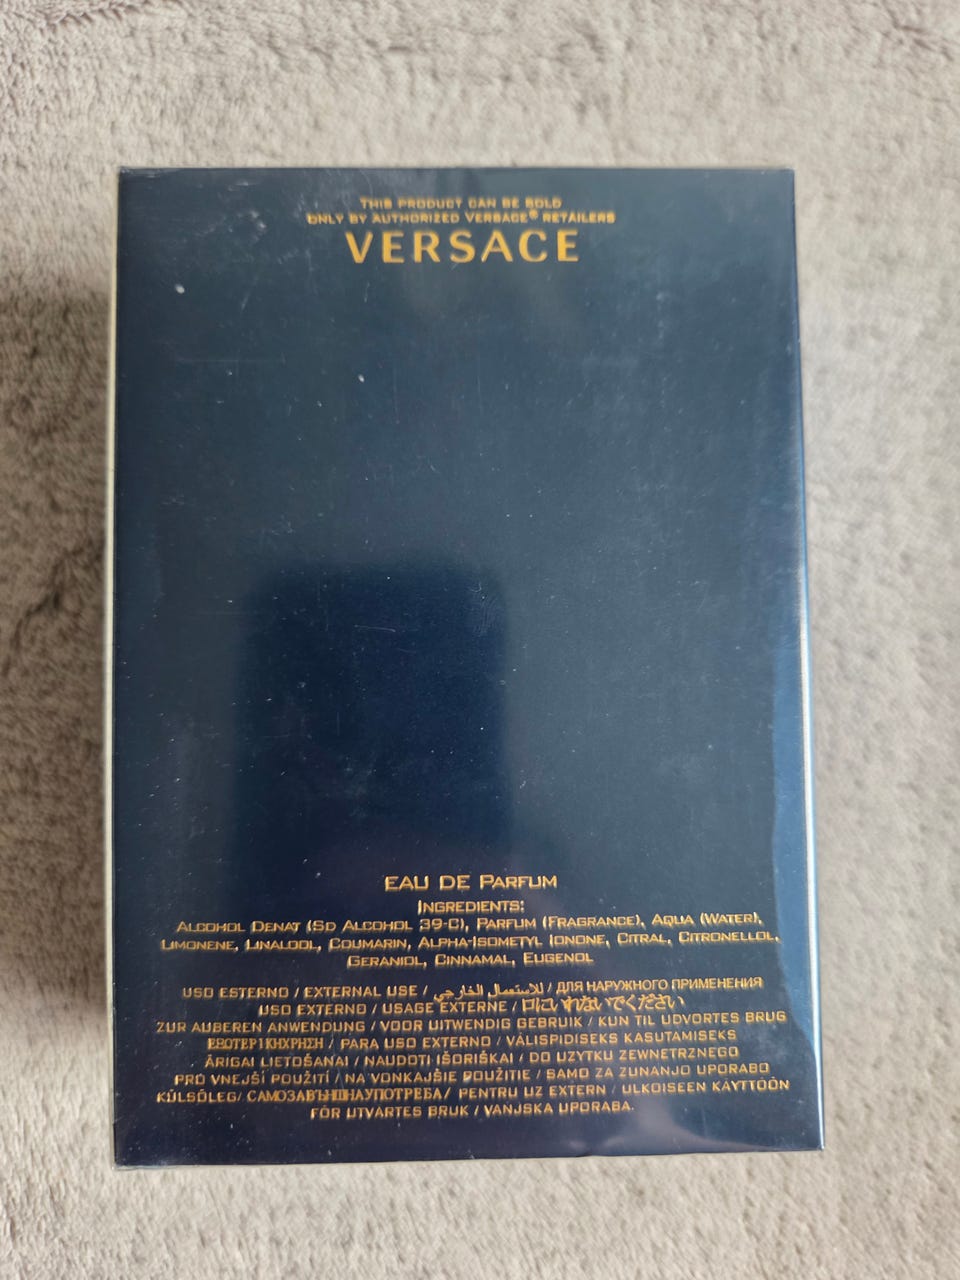 THIS PRODUCT CAN BE SOLD
ONLY BY AUTHORIZED VERSACE® RETAILERS
VERSACE
EAU DE PARFUM
INGREDIENTS:
ALCOHOL DENAT (SD ALCOHOL 39-C), PARFUM (FRAGRANCE), AQUA (WATER),
LIMONENE, LINALOOL, COUMARIN, ALPHA-ISOMETYL IONONE, CITRAL, CITRONELLOL,
GERANIOL, CINNAMAL, EUGENOL
USO ESTERNO / EXTERNAL USE / للاستعمال الخارجي / ДЛЯ НАРУЖНОГО ПРИМЕНЕНИЯ
USO EXTERNO / USAGE EXTERNE / 口にいれないでください
ZUR AUBEREN ANWENDUNG / VOOR UITWENDIG GEBRUIK / KUN TIL UDVORTES BRUG
/ PARA USO EXTERNO / VÄLISPIDISEKS KASUTAMISEKS
ĀRIGAI LIETOŠANAI / NAUDOTI IŠORIŠKAI / DO UZYTKU ZEWNETRZNEGO
PRO VNEJŠÍ POUŽITÍ / NA VONKAJŠIE POUŽITIE / SAMO ZA ZUNANJO UPORABO
KÜLSÖLEG/ САМОЗАВЪНШНАУПОТРЕБА/ PENTRU UZ EXTERN / ULKOISEEN KÄYTTÖÖN
FÖR UTVÄRTES BRUK / VANJSKA UPORABA.